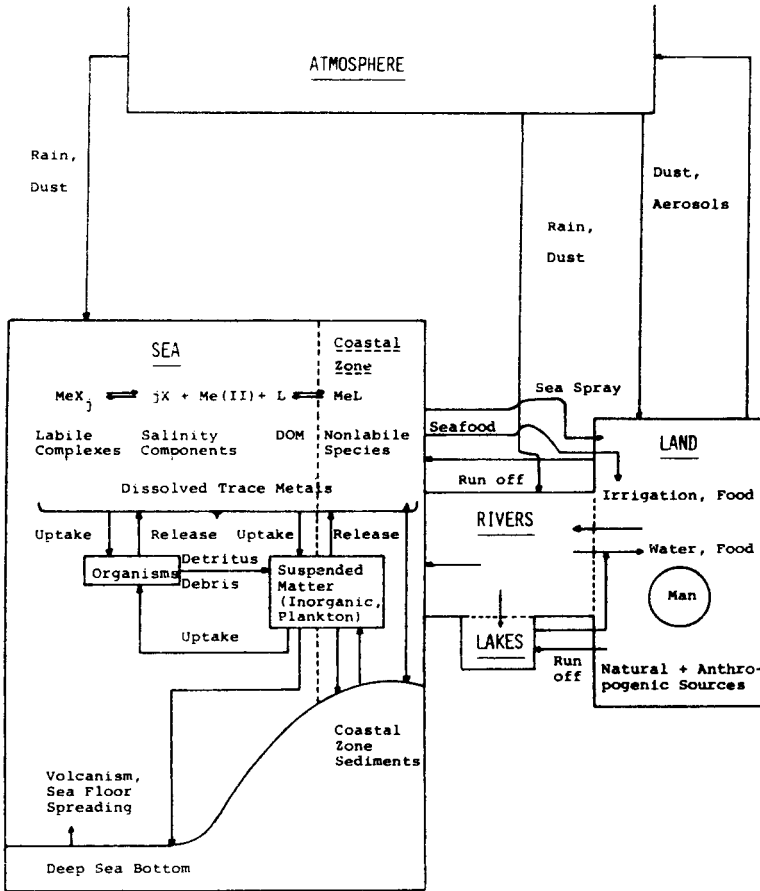 ATMOSPHERE
Rain,
Dust
Dust,
Aerosols
Rain,
Dust
SEA
Coastal
Zone
MeXj ⇌ jX + Me(II) + L ⇌ MeL
Labile
Complexes
Salinity
Components
DOM
Nonlabile
Species
Dissolved Trace Metals
Uptake
Release
Uptake
Release
Organisms
Detritus
Debris
Suspended
Matter
(Inorganic,
Plankton)
Uptake
Coastal
Zone
Sediments
Volcanism,
Sea Floor
Spreading
Deep Sea Bottom
Sea Spray
Seafood
Run off
RIVERS
LAKES
Run
off
LAND
Irrigation, Food
Water, Food
Man
Natural + Anthro-
pogenic Sources